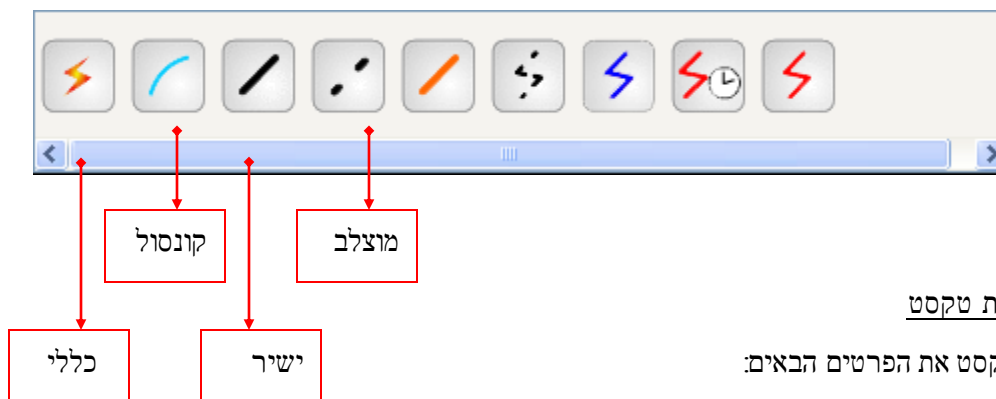 מוצלב
קונסול
ת טקסט
ישיר
כללי
קסט את הפרטים הבאים: